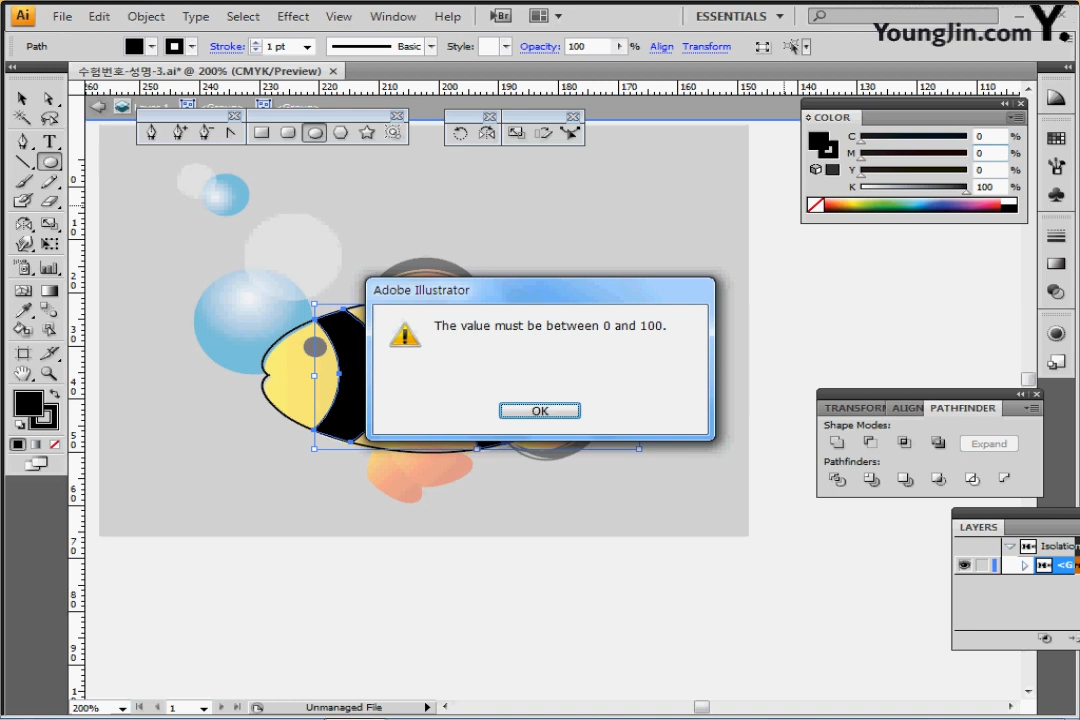 Ai File Edit Object Type Select Effect View Window Help Br ESSENTIALS
YoungJin.com Y.
Path Stroke: 1 pt Basic Style: Opacity: 100 % Align Transform
수험번호-성명-3.ai* @ 200% (CMYK/Preview)
260 250 240 230 220 210 200 190 180 170 160 150 140 130 120 110
COLOR
C 0 %
M 0 %
Y 0 %
K 100 %
Adobe Illustrator
The value must be between 0 and 100.
OK
TRANSFORM ALIGN PATHFINDER
Shape Modes:
Expand
Pathfinders:
LAYERS
Isolatio
<G
200% 1 Unmanaged File